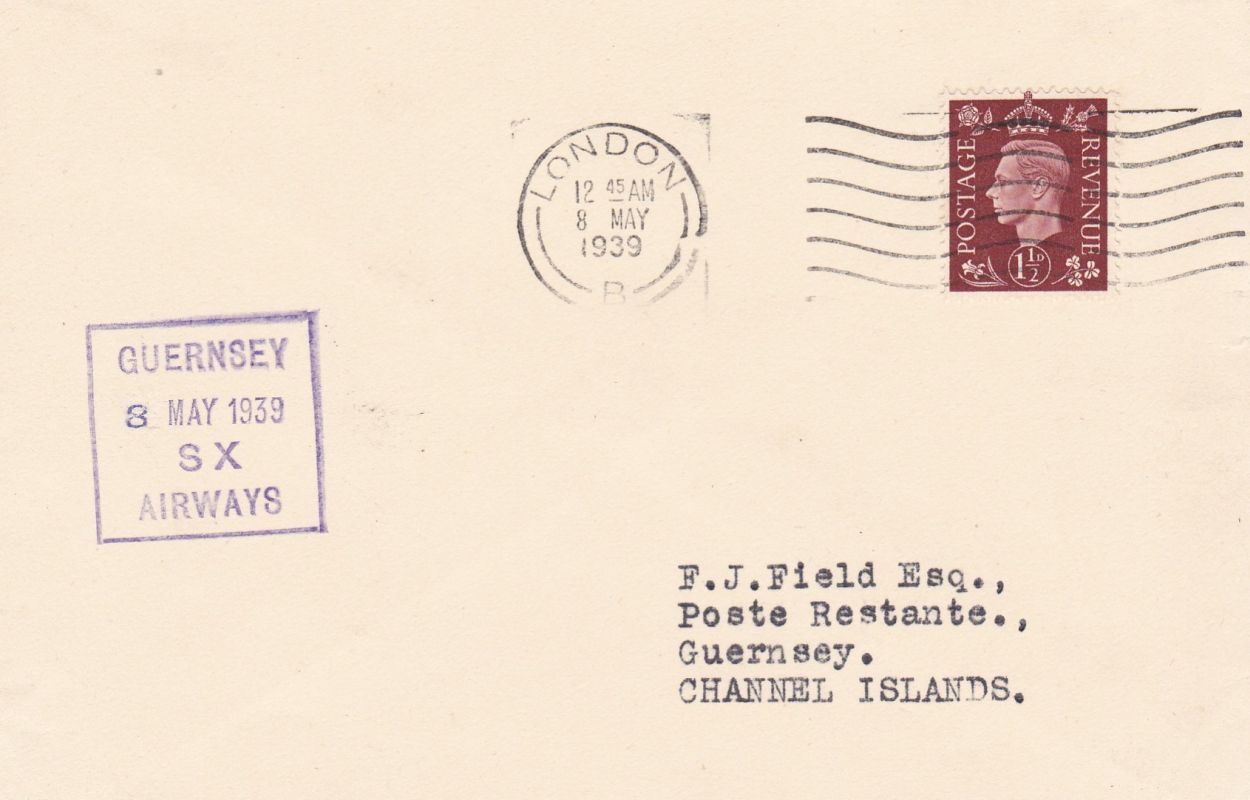 LONDON
12 45 AM
8 MAY
1939
B
POSTAGE
REVENUE
1½D
GUERNSEY
8 MAY 1939
SX
AIRWAYS
F.J.Field Esq.,
Poste Restante.,
Guernsey.
CHANNEL ISLANDS.